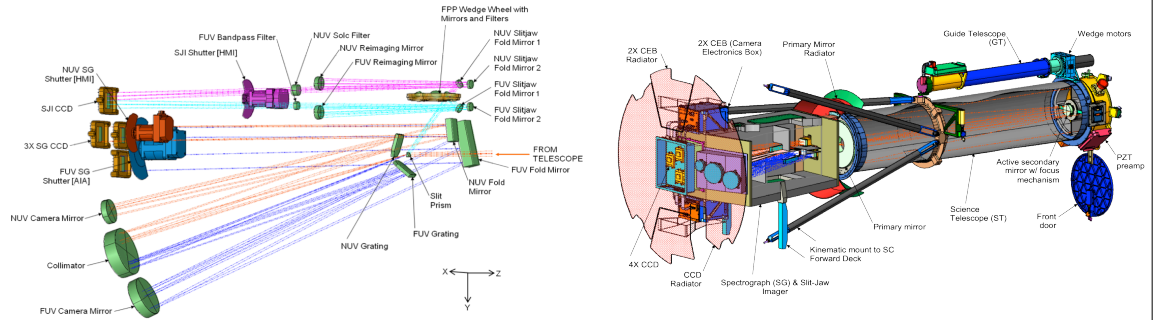 FPP Wedge Wheel with
Mirrors and Filters
NUV Solc Filter
FUV Bandpass Filter
SJI Shutter [HMI]
NUV Reimaging Mirror
FUV Reimaging Mirror
NUV Slitjaw
Fold Mirror 1
NUV Slitjaw
Fold Mirror 2
FUV Slitjaw
Fold Mirror 1
FUV Slitjaw
Fold Mirror 2
NUV SG
Shutter [HMI]
SJI CCD
3X SG CCD
FUV SG
Shutter [AIA]
FROM
TELESCOPE
FUV Fold Mirror
NUV Fold
Mirror
Slit
Prism
FUV Grating
NUV Grating
NUV Camera Mirror
Collimator
FUV Camera Mirror
X
Z
Y
2X CEB
Radiator
2X CEB (Camera
Electronics Box)
Primary Mirror
Radiator
Guide Telescope
(GT)
Wedge motors
PZT
preamp
Active secondary
mirror w/ focus
mechanism
Front
door
Science
Telescope (ST)
Primary mirror
Kinematic mount to SC
Forward Deck
4X CCD
CCD
Radiator
Spectrograph (SG) & Slit-Jaw
Imager